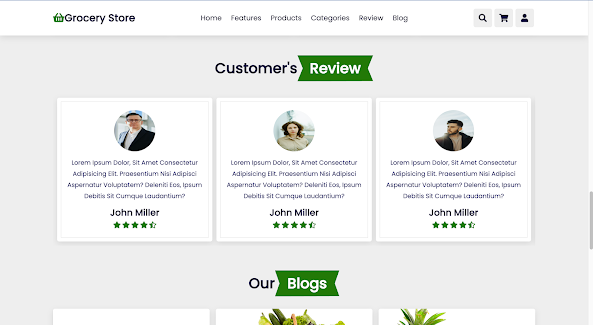 Grocery Store
Home Features Products Categories Review Blog
Customer's Review
Lorem Ipsum Dolor, Sit Amet Consectetur
Adipisicing Elit. Praesentium Nisi Adipisci
Aspernatur Voluptatem? Deleniti Eos, Ipsum
Debitis Sit Cumque Laudantium?
John Miller
Lorem Ipsum Dolor, Sit Amet Consectetur
Adipisicing Elit. Praesentium Nisi Adipisci
Aspernatur Voluptatem? Deleniti Eos, Ipsum
Debitis Sit Cumque Laudantium?
John Miller
Lorem Ipsum Dolor, Sit Amet Consectetur
Adipisicing Elit. Praesentium Nisi Adipisci
Aspernatur Voluptatem? Deleniti Eos, Ipsum
Debitis Sit Cumque Laudantium?
John Miller
Our Blogs